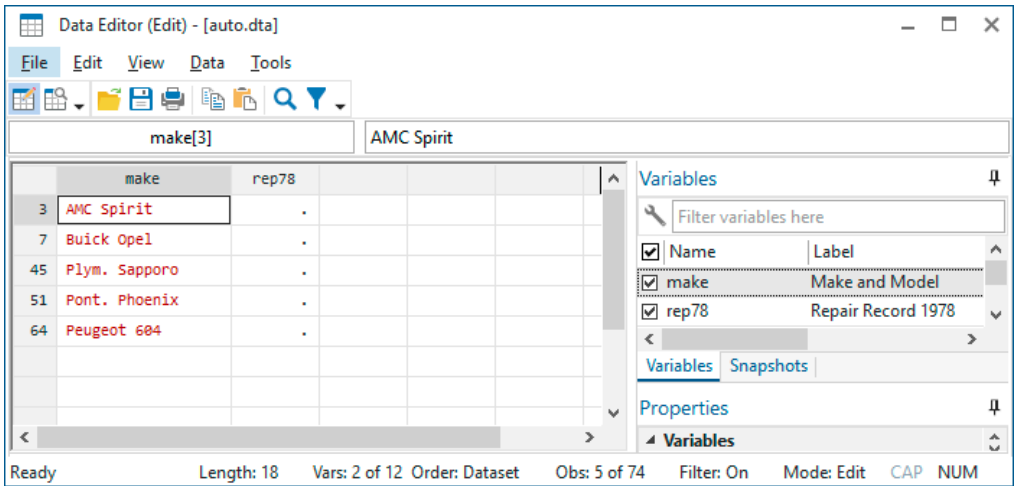 Data Editor (Edit) - [auto.dta]
File Edit View Data Tools
make[3] AMC Spirit
make rep78
3 AMC Spirit .
7 Buick Opel .
45 Plym. Sapporo .
51 Pont. Phoenix .
64 Peugeot 604 .
Variables
Filter variables here
Name Label
make Make and Model
rep78 Repair Record 1978
Variables Snapshots
Properties
Variables
Ready Length: 18 Vars: 2 of 12 Order: Dataset Obs: 5 of 74 Filter: On Mode: Edit CAP NUM